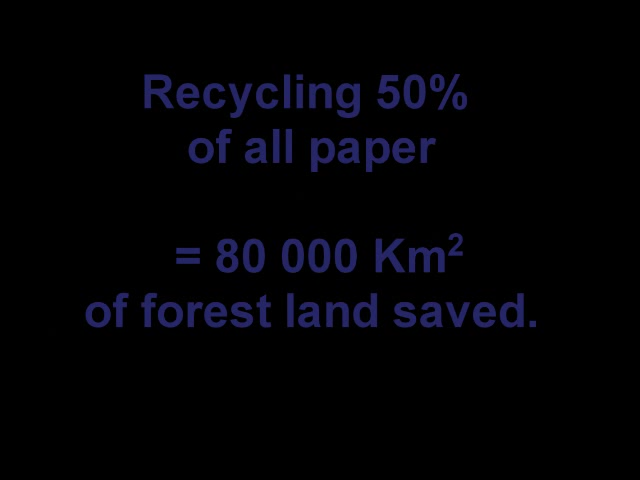 Recycling 50%
of all paper
= 80 000 Km²
of forest land saved.